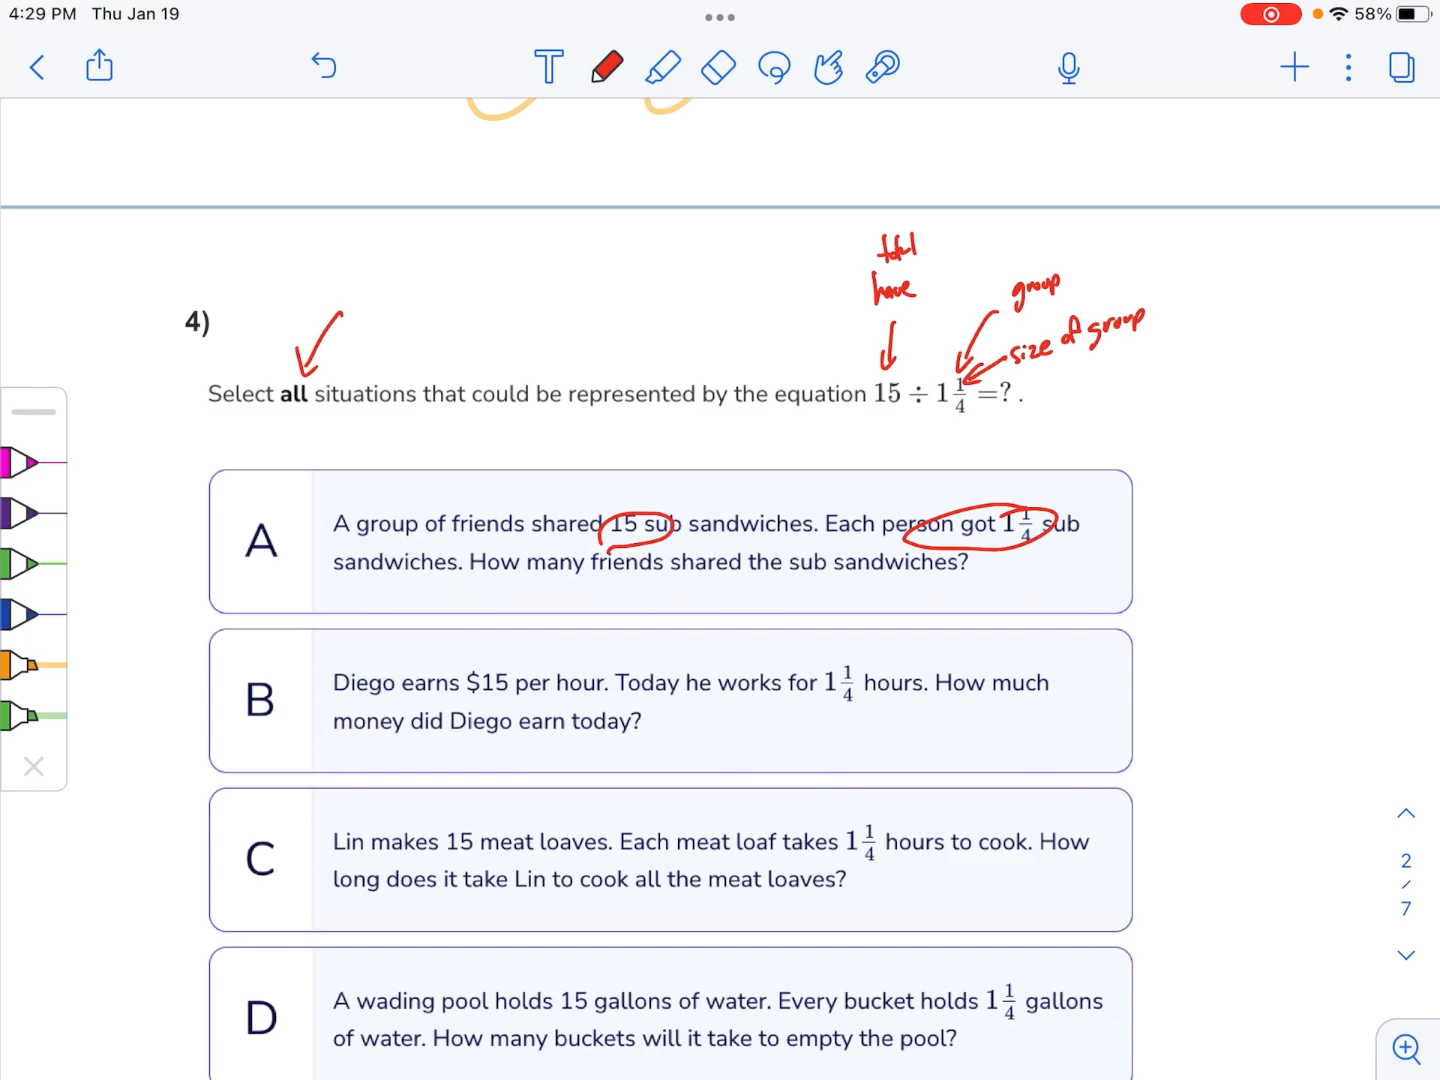 4:29 PM Thu Jan 19
58%
total
have
group
size of group
4)
Select all situations that could be represented by the equation 15 ÷ 1 1/4 =? .
A
A group of friends shared 15 sub sandwiches. Each person got 1 1/4 sub
sandwiches. How many friends shared the sub sandwiches?
B
Diego earns $15 per hour. Today he works for 1 1/4 hours. How much
money did Diego earn today?
C
Lin makes 15 meat loaves. Each meat loaf takes 1 1/4 hours to cook. How
long does it take Lin to cook all the meat loaves?
D
A wading pool holds 15 gallons of water. Every bucket holds 1 1/4 gallons
of water. How many buckets will it take to empty the pool?
2
/
7